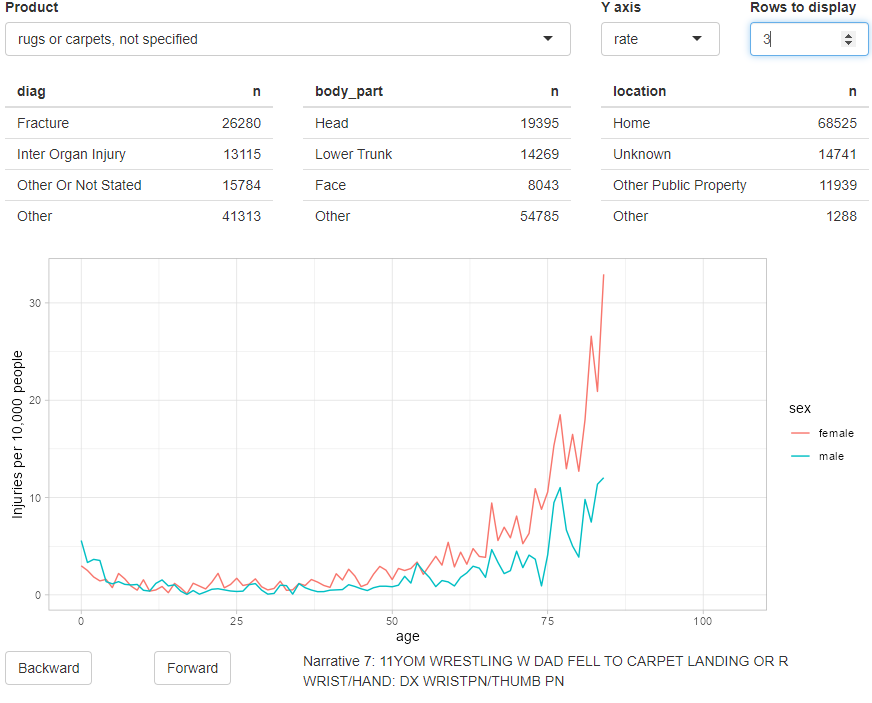 Product Y axis Rows to display
rugs or carpets, not specified rate 3
diag n body_part n location n
Fracture 26280 Head 19395 Home 68525
Inter Organ Injury 13115 Lower Trunk 14269 Unknown 14741
Other Or Not Stated 15784 Face 8043 Other Public Property 11939
Other 41313 Other 54785 Other 1288
Injuries per 10,000 people
30
20
10
0
0 25 50 75 100
age
sex
female
male
Backward Forward
Narrative 7: 11YOM WRESTLING W DAD FELL TO CARPET LANDING OR R
WRIST/HAND: DX WRISTPN/THUMB PN